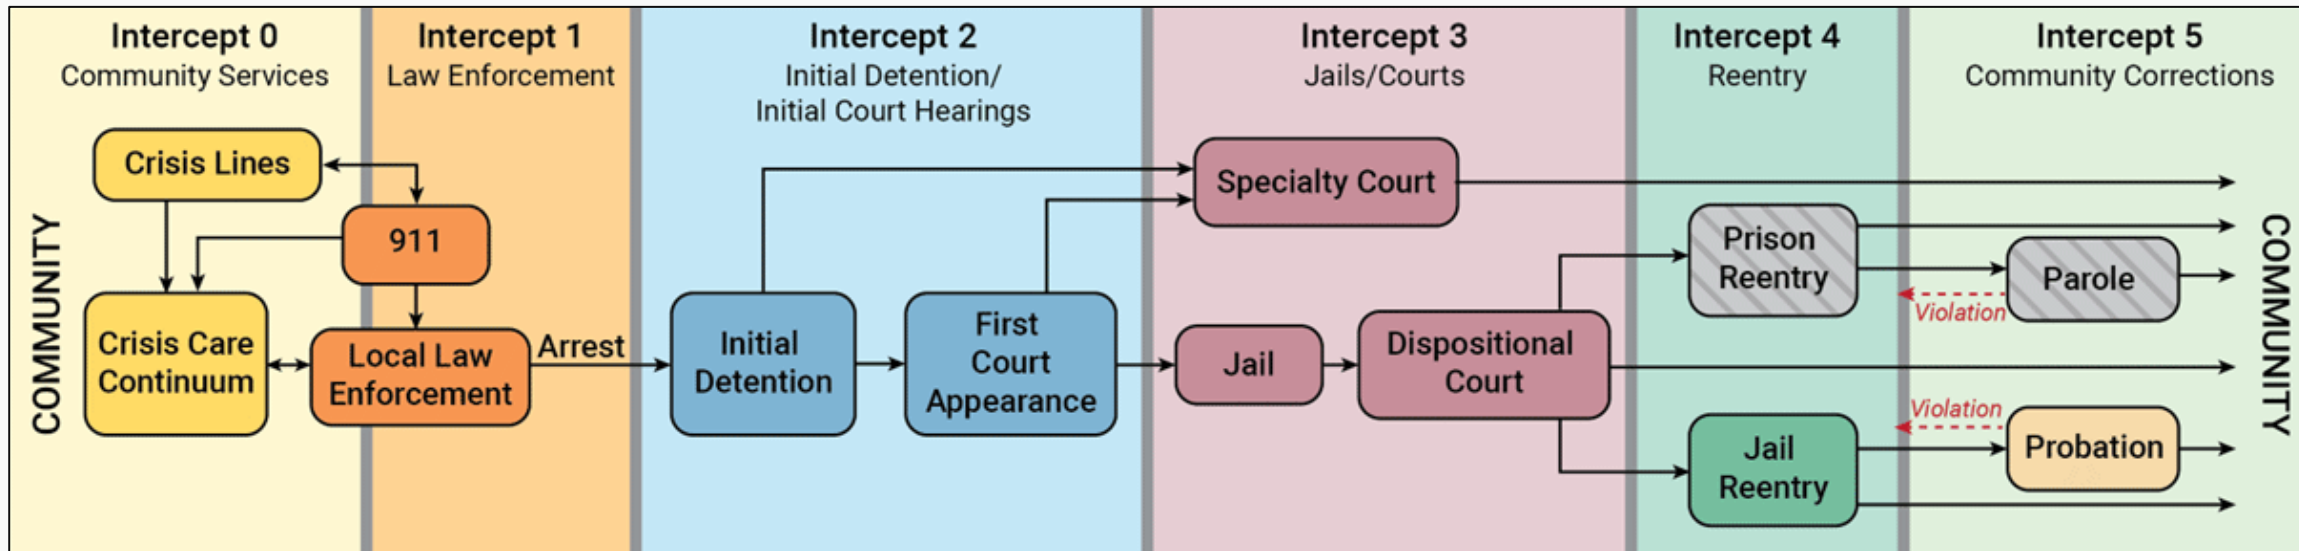 Intercept 0
Community Services
Intercept 1
Law Enforcement
Intercept 2
Initial Detention/
Initial Court Hearings
Intercept 3
Jails/Courts
Intercept 4
Reentry
Intercept 5
Community Corrections
COMMUNITY
Crisis Lines
911
Crisis Care
Continuum
Local Law
Enforcement
Arrest
Initial
Detention
First
Court
Appearance
Specialty Court
Jail
Dispositional
Court
Prison
Reentry
Jail
Reentry
Parole
Violation
Violation
Probation
COMMUNITY